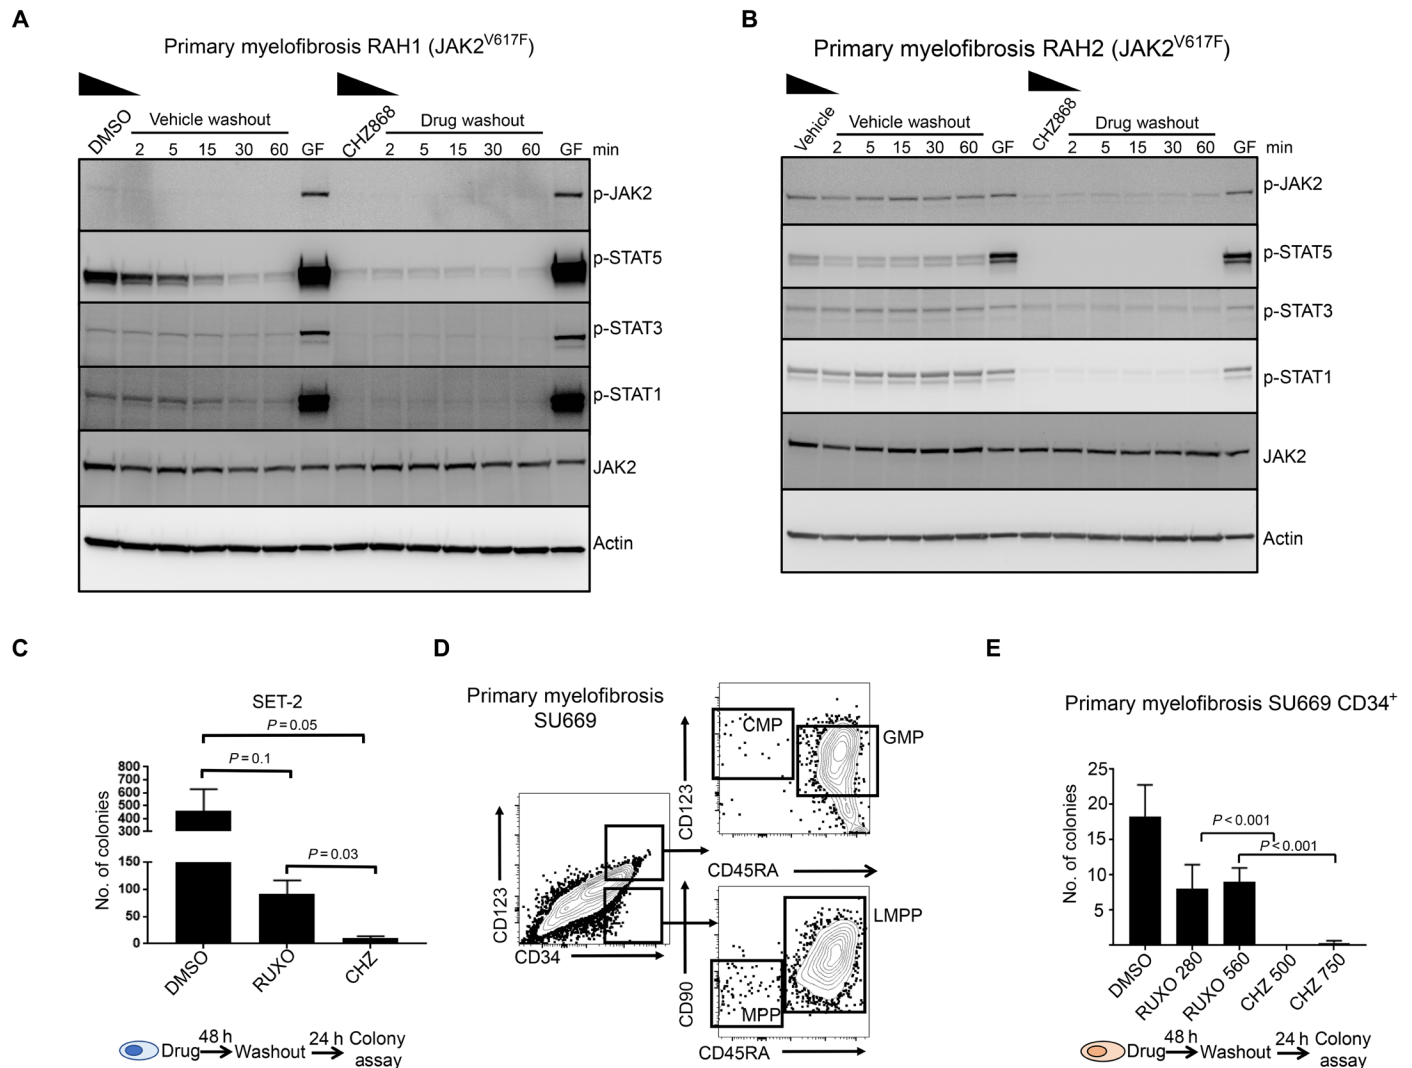 A
Primary myelofibrosis RAH1 (JAK2V617F)
DMSO
Vehicle washout
CHZ868
Drug washout
2 5 15 30 60 GF 2 5 15 30 60 GF min
p-JAK2
p-STAT5
p-STAT3
p-STAT1
JAK2
Actin
B
Primary myelofibrosis RAH2 (JAK2V617F)
Vehicle
Vehicle washout
CHZ868
Drug washout
2 5 15 30 60 GF 2 5 15 30 60 GF min
p-JAK2
p-STAT5
p-STAT3
p-STAT1
JAK2
Actin
C
SET-2
P = 0.05
P = 0.1
P = 0.03
No. of colonies
800
700
600
500
400
300
150
100
50
0
DMSO
RUXO
CHZ
Drug 48 h Washout 24 h Colony
assay
D
Primary myelofibrosis
SU669
CD123
CD34
CMP
GMP
CD123
CD45RA
LMPP
MPP
CD90
CD45RA
E
Primary myelofibrosis SU669 CD34+
No. of colonies
25
20
15
10
5
P < 0.001
P < 0.001
DMSO
RUXO 280
RUXO 560
CHZ 500
CHZ 750
Drug 48 h Washout 24 h Colony
assay